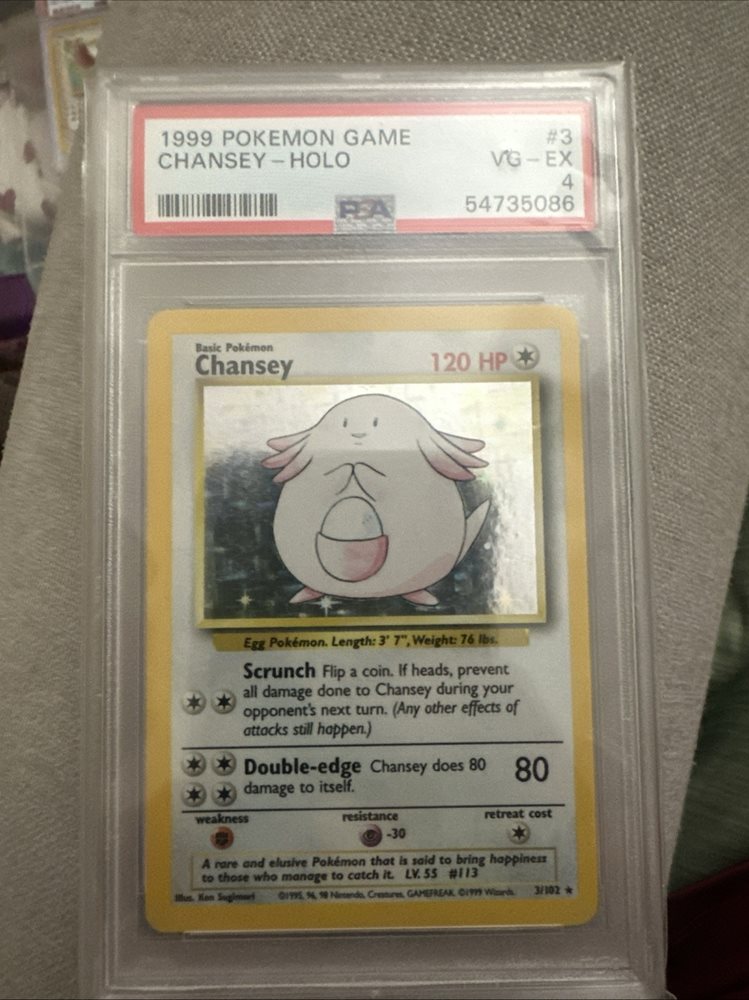 1999 POKEMON GAME #3
CHANSEY – HOLO VG – EX
4
PSA 54735086
Basic Pokémon
Chansey 120 HP
Egg Pokémon. Length: 3' 7", Weight: 76 lbs.
Scrunch Flip a coin. If heads, prevent
all damage done to Chansey during your
opponent's next turn. (Any other effects of
attacks still happen.)
Double-edge Chansey does 80 80
damage to itself.
weakness resistance retreat cost
-30
A rare and elusive Pokémon that is said to bring happiness
to those who manage to catch it. LV. 55 #113
Illus. Ken Sugimori ©1995, 96, 98 Nintendo, Creatures, GAMEFREAK. ©1999 Wizards. 3/102 ★